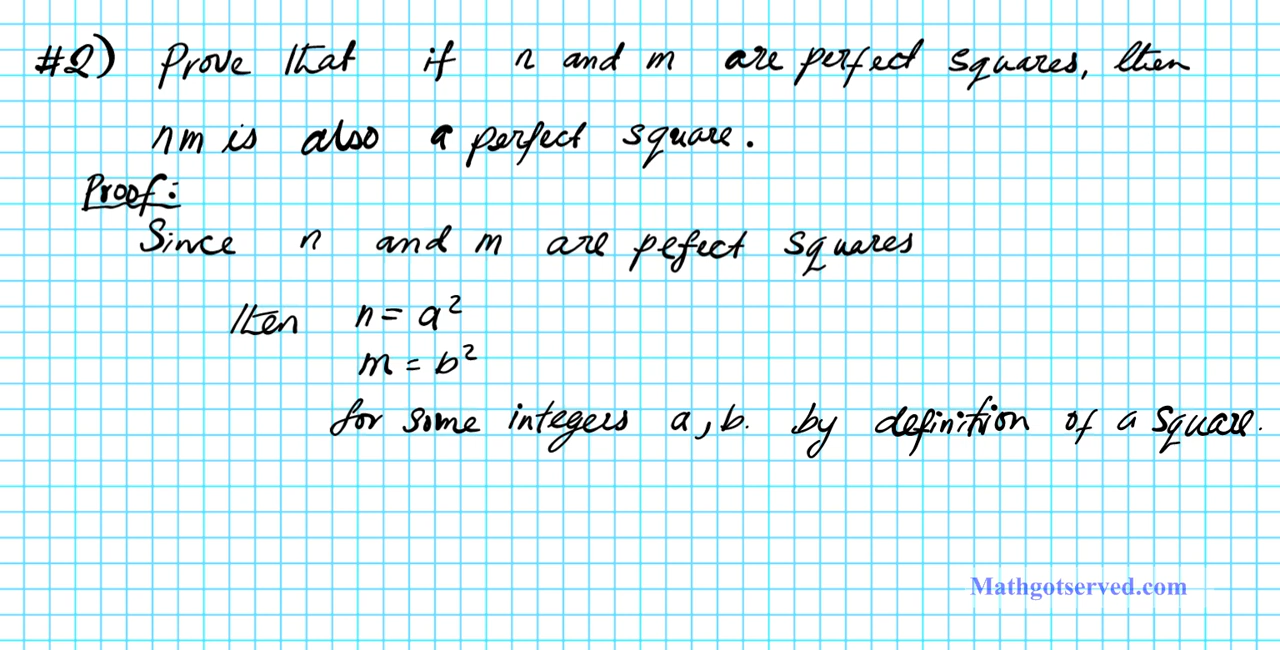 #2) Prove that if n and m are perfect squares, then
nm is also a perfect square.
Proof:
Since n and m are pefect squares
then n = a²
m = b²
for some integers a, b. by definition of a square.
Mathgotserved.com